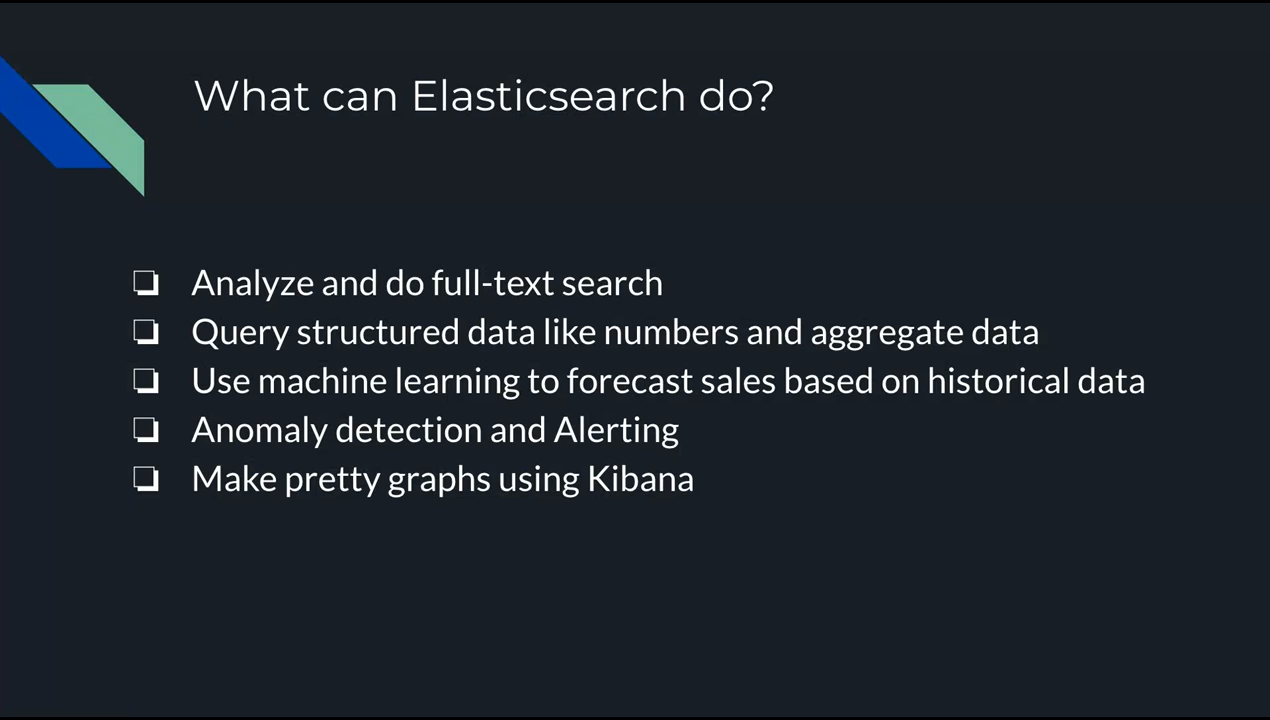 What can Elasticsearch do?
❏ Analyze and do full-text search
❏ Query structured data like numbers and aggregate data
❏ Use machine learning to forecast sales based on historical data
❏ Anomaly detection and Alerting
❏ Make pretty graphs using Kibana